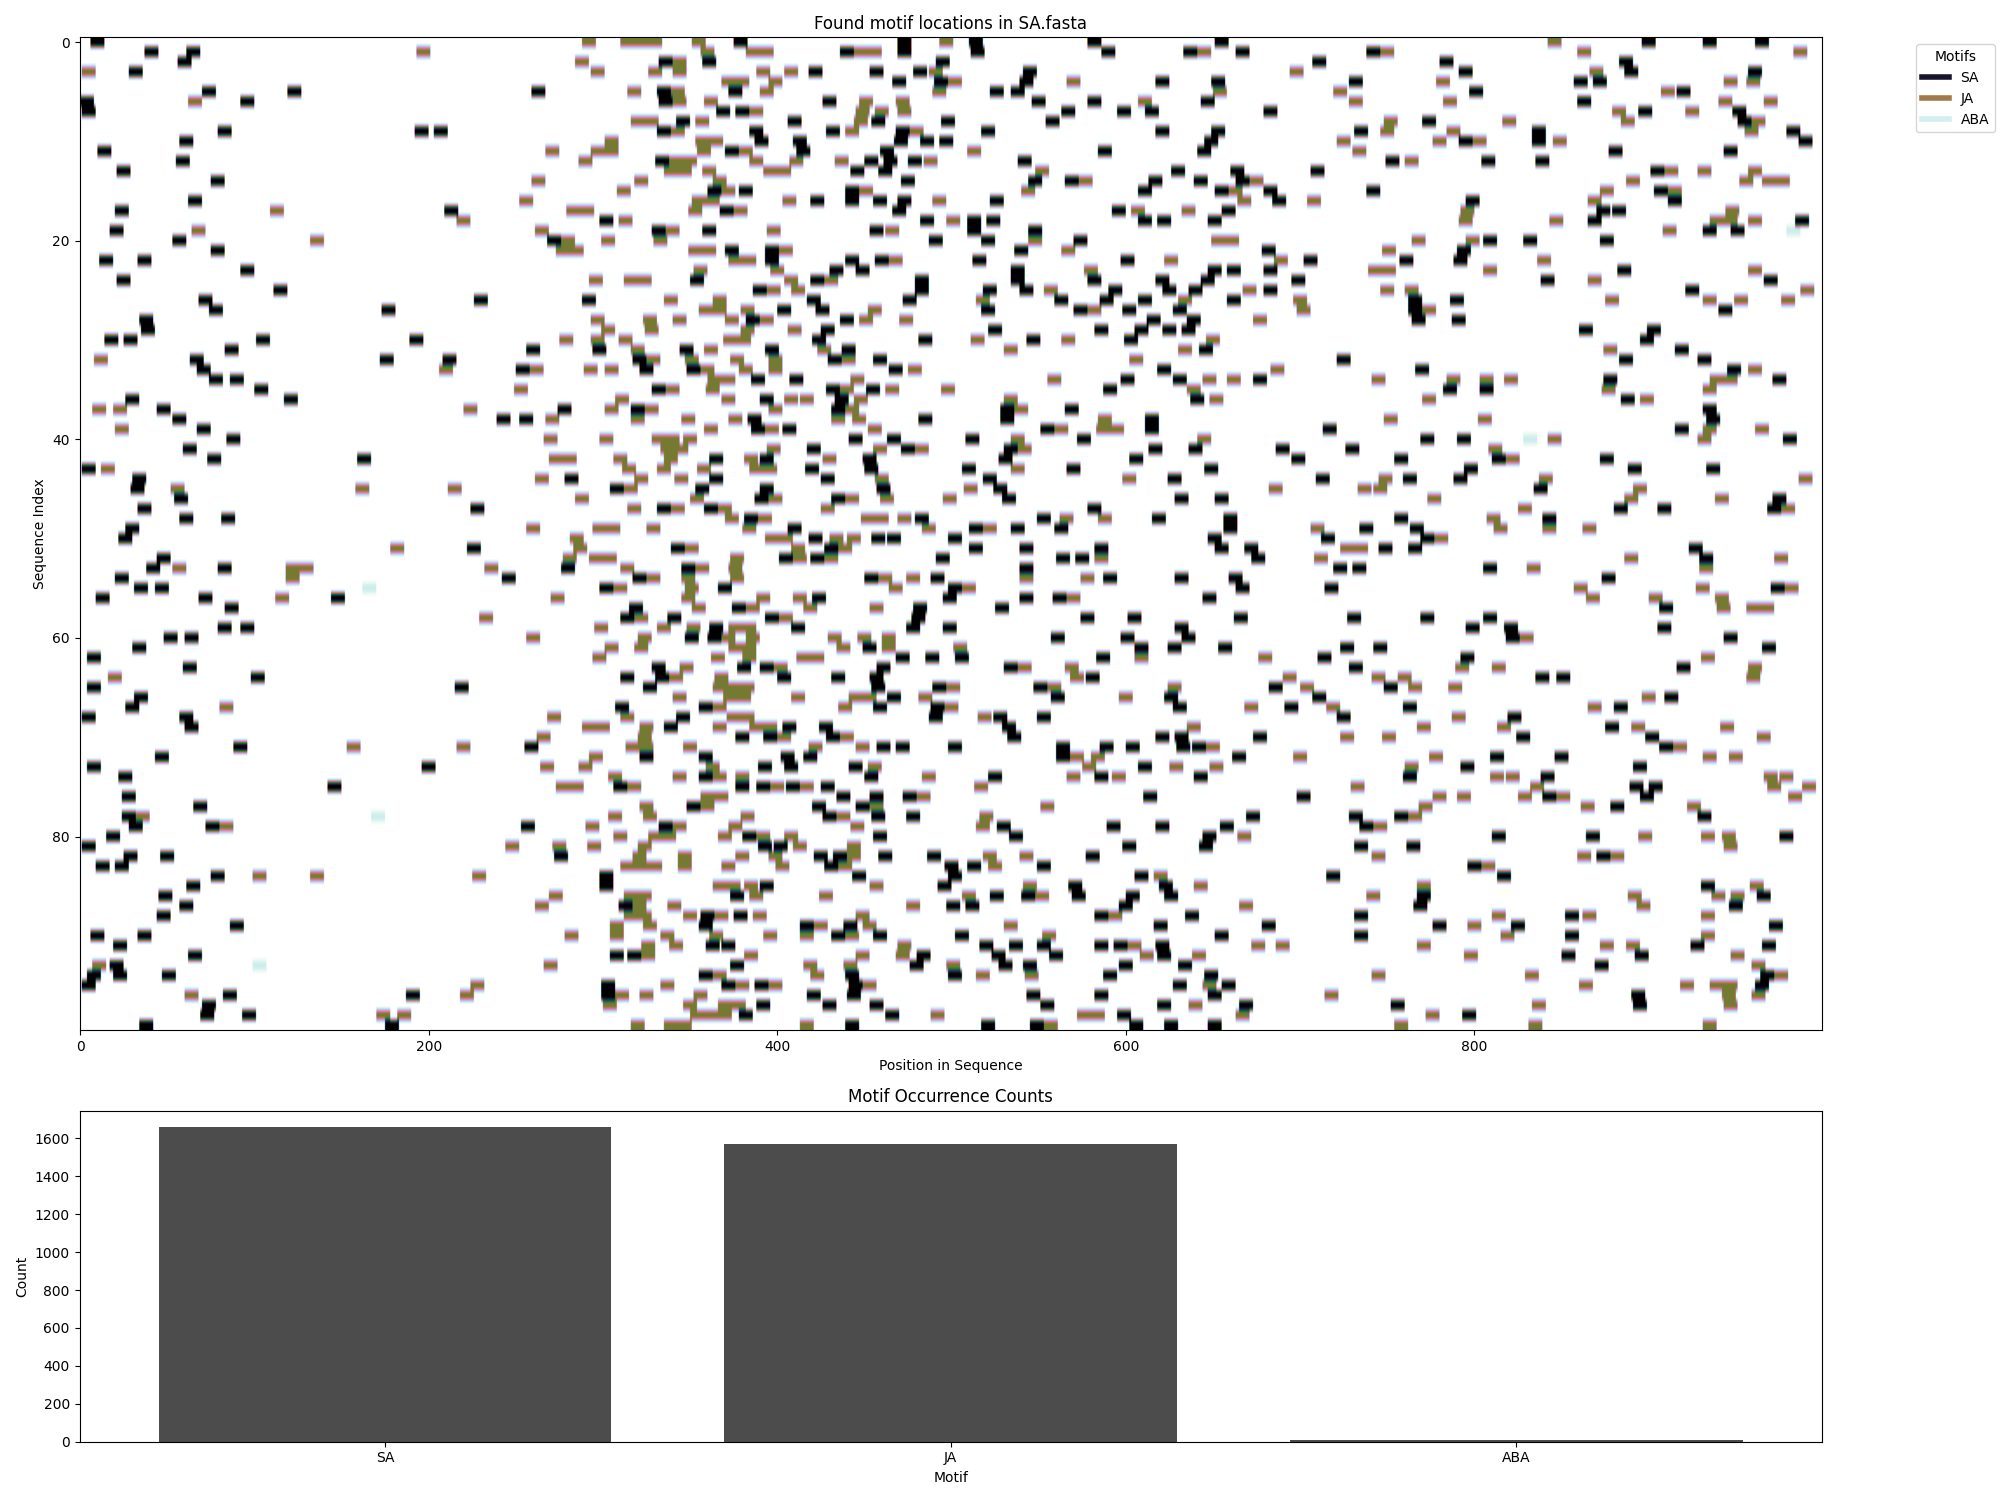 Found motif locations in SA.fasta
0
20
40
60
80
Sequence Index
0
200
400
600
800
Position in Sequence
Motifs
SA
JA
ABA
Motif Occurrence Counts
1600
1400
1200
1000
800
600
400
200
0
Count
SA
JA
ABA
Motif